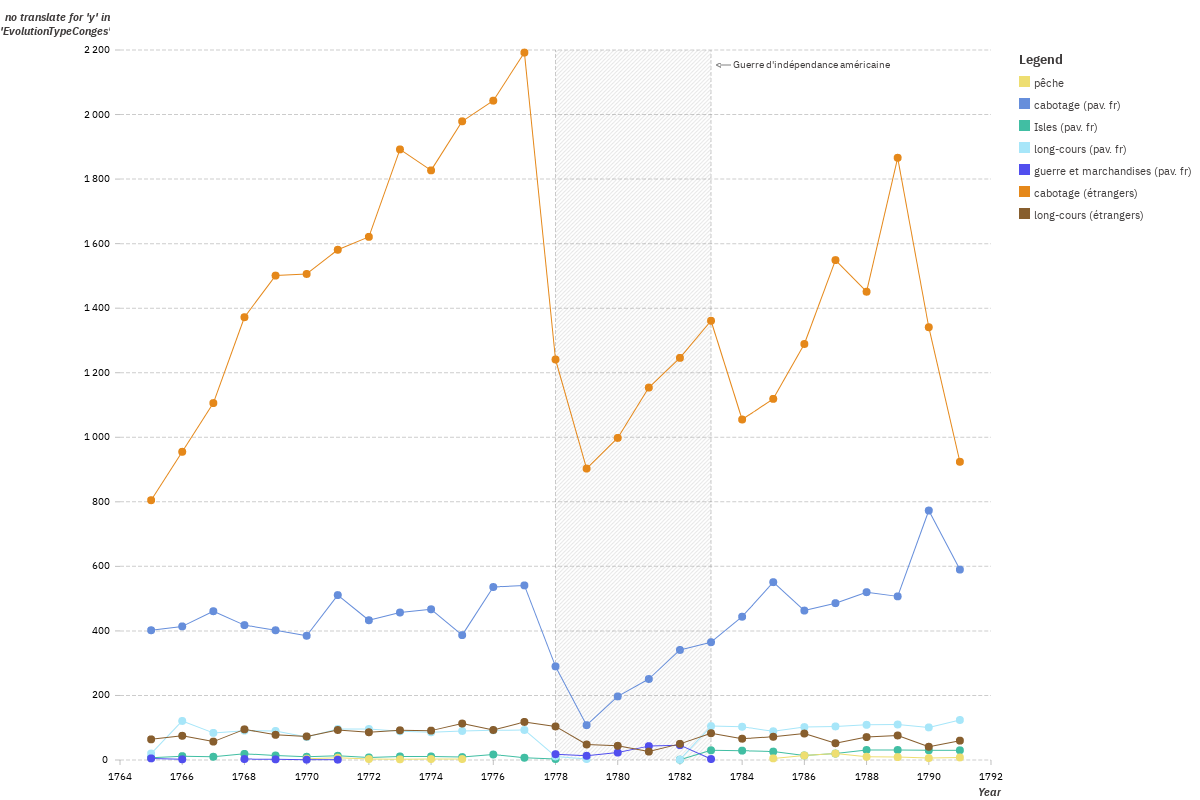 no translate for 'y' in
'EvolutionTypeConges'
2 200
2 000
1 800
1 600
1 400
1 200
1 000
800
600
400
200
0
Guerre d'indépendance américaine
1764
1766
1768
1770
1772
1774
1776
1778
1780
1782
1784
1786
1788
1790
1792
Year
Legend
pêche
cabotage (pav. fr)
Isles (pav. fr)
long-cours (pav. fr)
guerre et marchandises (pav. fr)
cabotage (étrangers)
long-cours (étrangers)